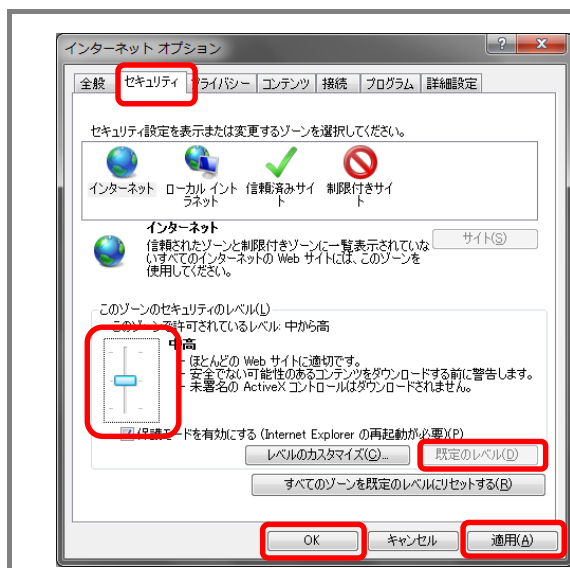 インターネット オプション
全般 セキュリティ プライバシー コンテンツ 接続 プログラム 詳細設定
セキュリティ設定を表示または変更するゾーンを選択してください。
インターネット ローカル イント 信頼済みサイ 制限付きサイ
ラネット ト ト
インターネット
サイト(S)
信頼されたゾーンと制限付きゾーンに一覧表示されていな
いすべてのインターネットの Web サイトには、このゾーンを
使用してください。
このゾーンのセキュリティのレベル(L)
このゾーンで許可されているレベル: 中から高
中高
- ほとんどの Web サイトに適切です。
- 安全でない可能性のあるコンテンツをダウンロードする前に警告します。
- 未署名の ActiveX コントロールはダウンロードされません。
保護モードを有効にする (Internet Explorer の再起動が必要)(P)
レベルのカスタマイズ(C)... 既定のレベル(D)
すべてのゾーンを既定のレベルにリセットする(R)
OK キャンセル 適用(A)